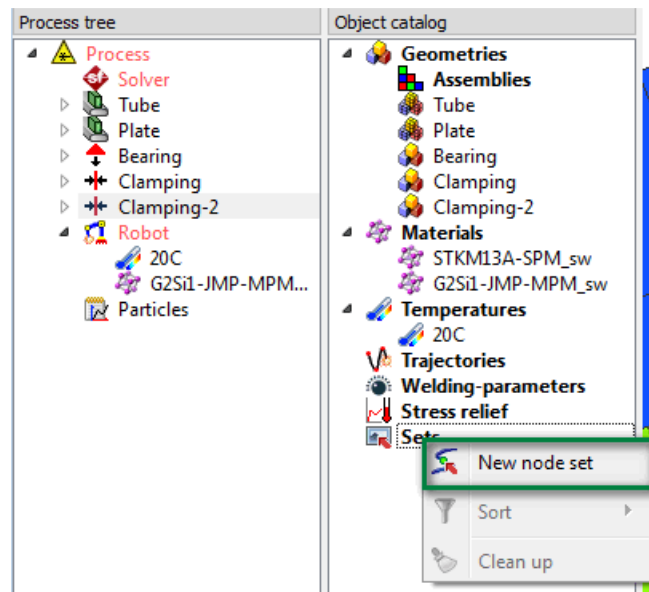 Process tree
Process
Solver
Tube
Plate
Bearing
Clamping
Clamping-2
Robot
20C
G2Si1-JMP-MPM...
Particles
Object catalog
Geometries
Assemblies
Tube
Plate
Bearing
Clamping
Clamping-2
Materials
STKM13A-SPM_sw
G2Si1-JMP-MPM_sw
Temperatures
20C
Trajectories
Welding-parameters
Stress relief
Sets
New node set
Sort
Clean up